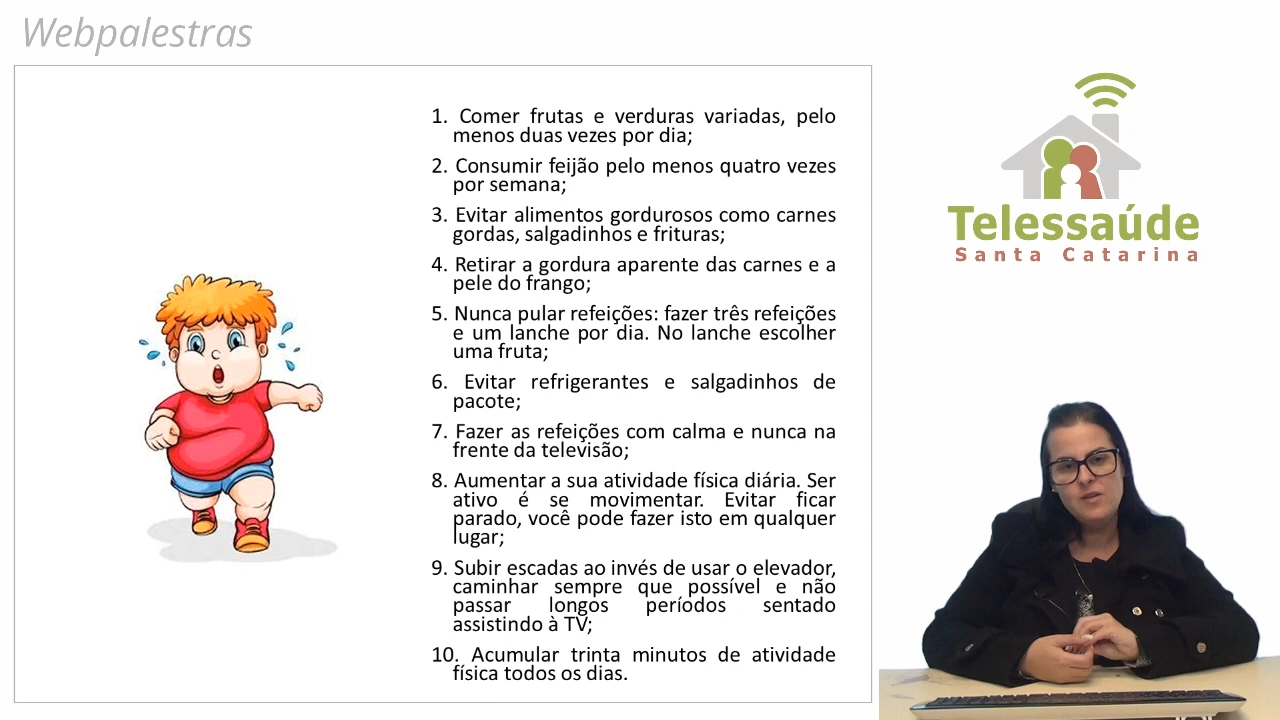 Webpalestras
1. Comer frutas e verduras variadas, pelo
menos duas vezes por dia;
2. Consumir feijão pelo menos quatro vezes
por semana;
3. Evitar alimentos gordurosos como carnes
gordas, salgadinhos e frituras;
4. Retirar a gordura aparente das carnes e a
pele do frango;
5. Nunca pular refeições: fazer três refeições
e um lanche por dia. No lanche escolher
uma fruta;
6. Evitar refrigerantes e salgadinhos de
pacote;
7. Fazer as refeições com calma e nunca na
frente da televisão;
8. Aumentar a sua atividade física diária. Ser
ativo é se movimentar. Evitar ficar
parado, você pode fazer isto em qualquer
lugar;
9. Subir escadas ao invés de usar o elevador,
caminhar sempre que possível e não
passar longos períodos sentado
assistindo à TV;
10. Acumular trinta minutos de atividade
física todos os dias.
Telessaúde
Santa Catarina